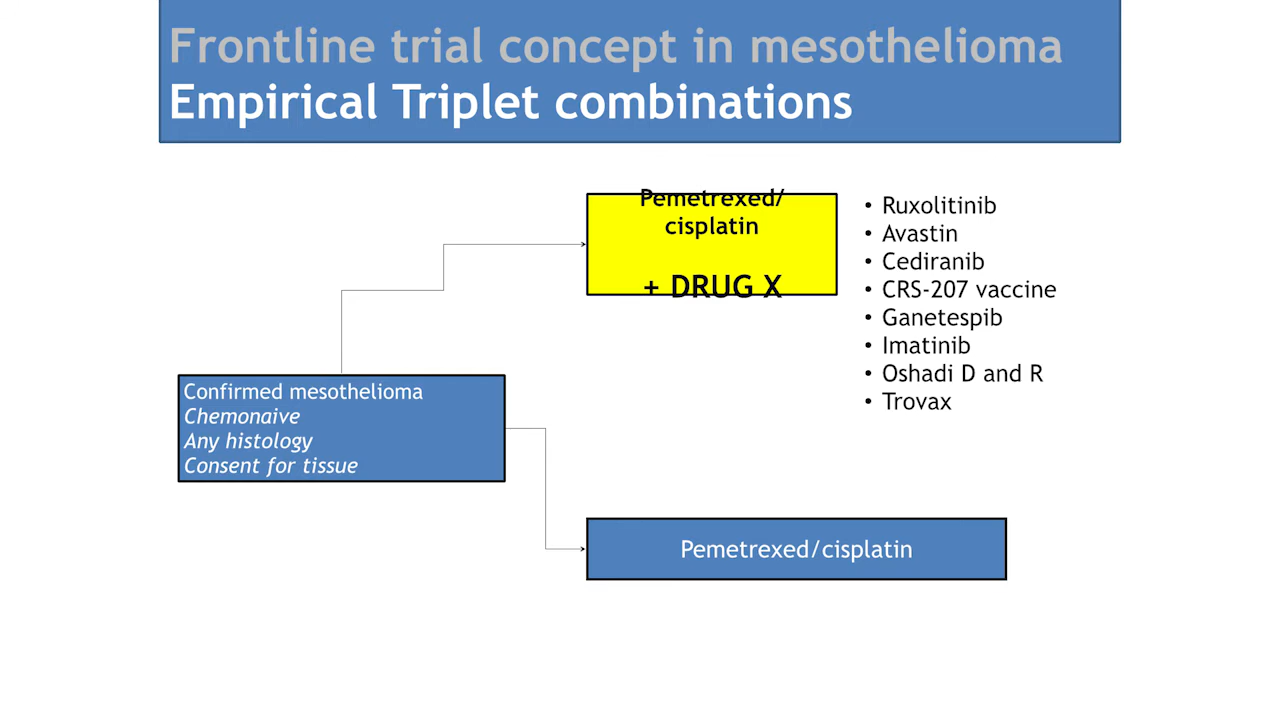 Frontline trial concept in mesothelioma
Empirical Triplet combinations
Pemetrexed/
cisplatin
+ DRUG X
• Ruxolitinib
• Avastin
• Cediranib
• CRS-207 vaccine
• Ganetespib
• Imatinib
• Oshadi D and R
• Trovax
Confirmed mesothelioma
Chemonaive
Any histology
Consent for tissue
Pemetrexed/cisplatin